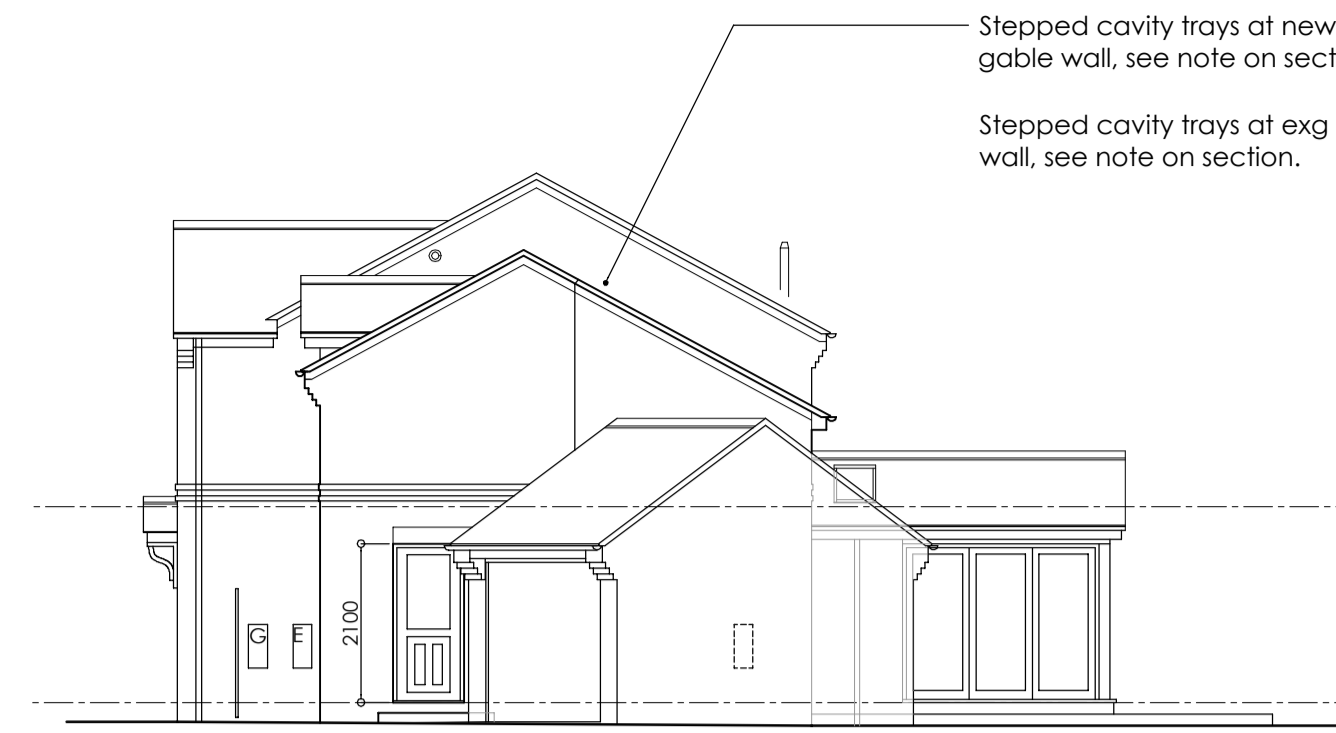 Stepped cavity trays at new
gable wall, see note on sect
Stepped cavity trays at exg
wall, see note on section.
2100
G
E